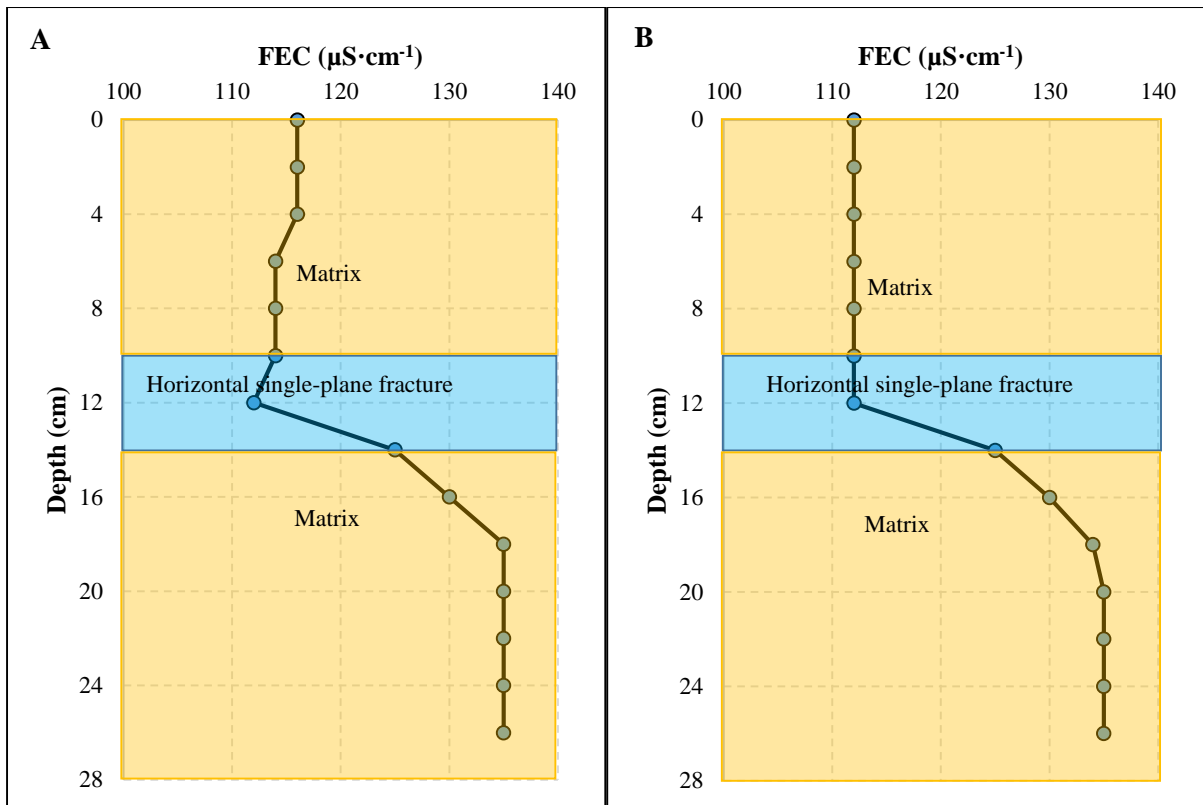 A
FEC (µS·cm-1)
100 110 120 130 140
0
4
8
12
16
20
24
28
Depth (cm)
Matrix
Horizontal single-plane fracture
Matrix
B
FEC (µS·cm-1)
100 110 120 130 140
0
4
8
12
16
20
24
28
Depth (cm)
Matrix
Horizontal single-plane fracture
Matrix